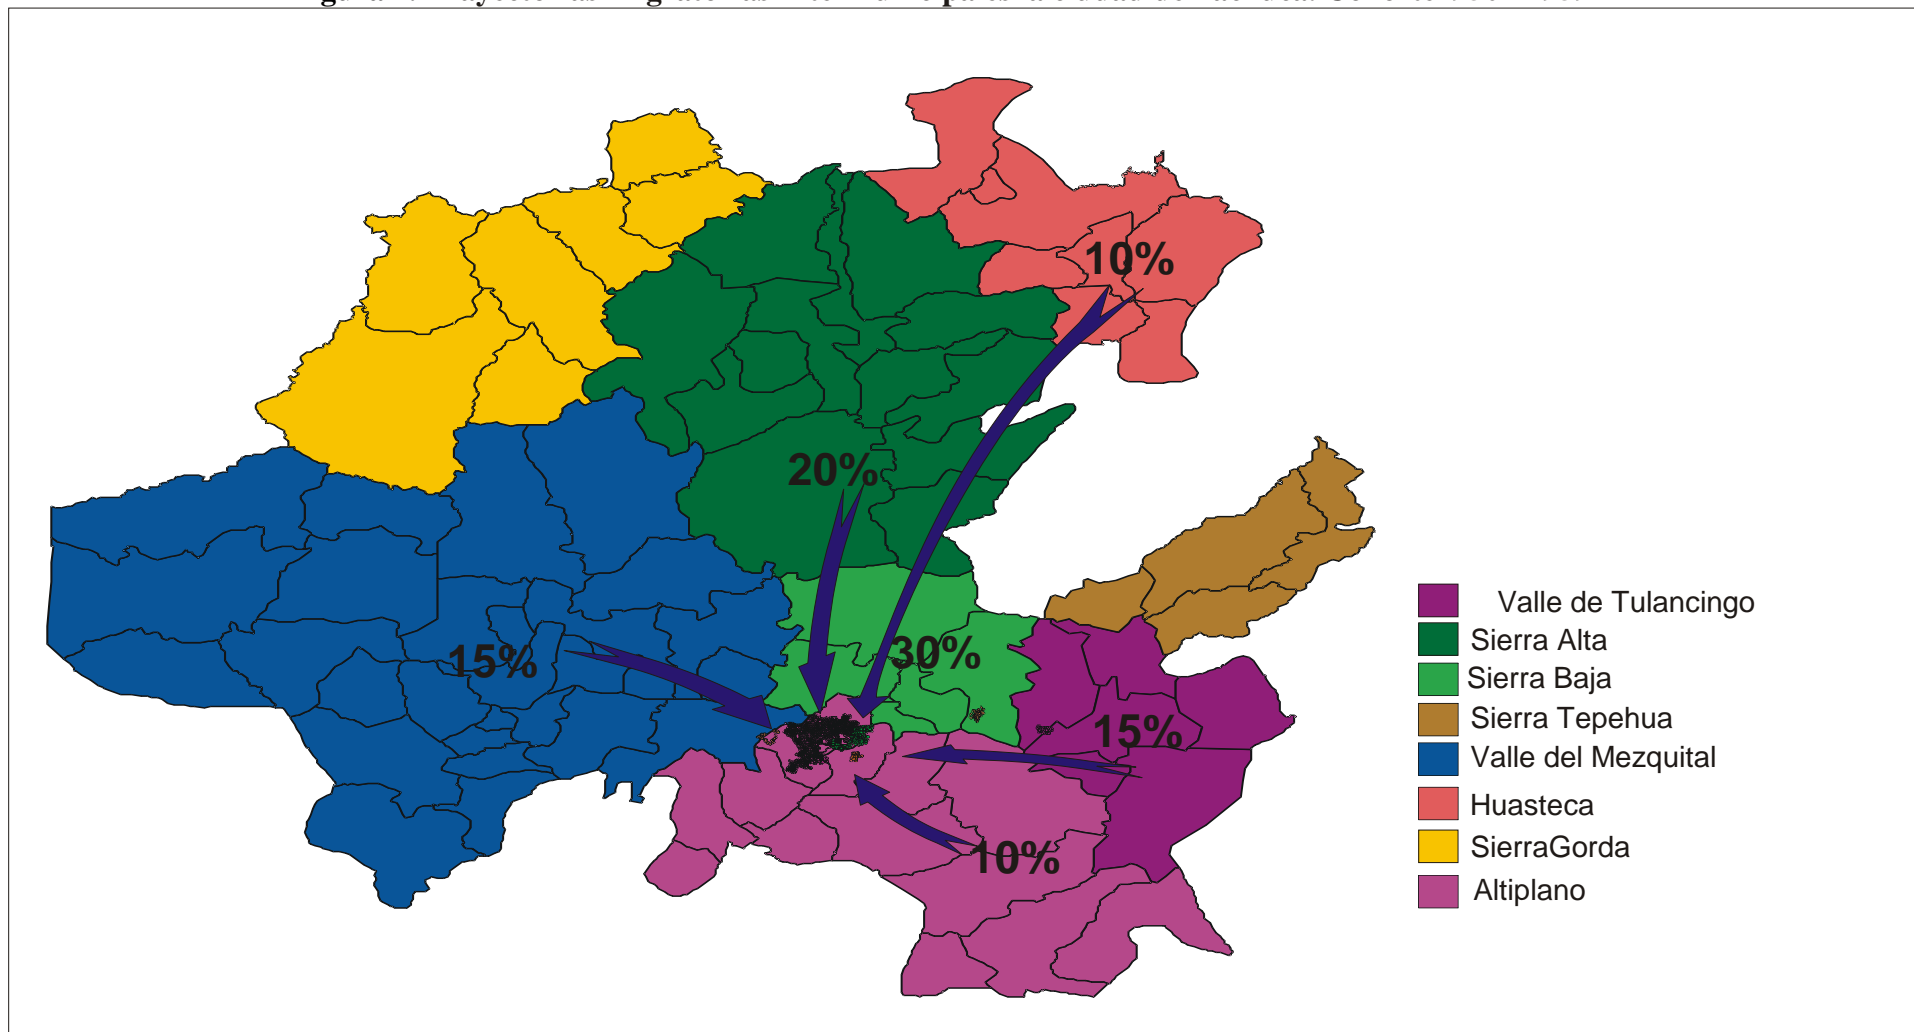 10%
20%
30%
15%
15%
10%
Valle de Tulancingo
Sierra Alta
Sierra Baja
Sierra Tepehua
Valle del Mezquital
Huasteca
SierraGorda
Altiplano